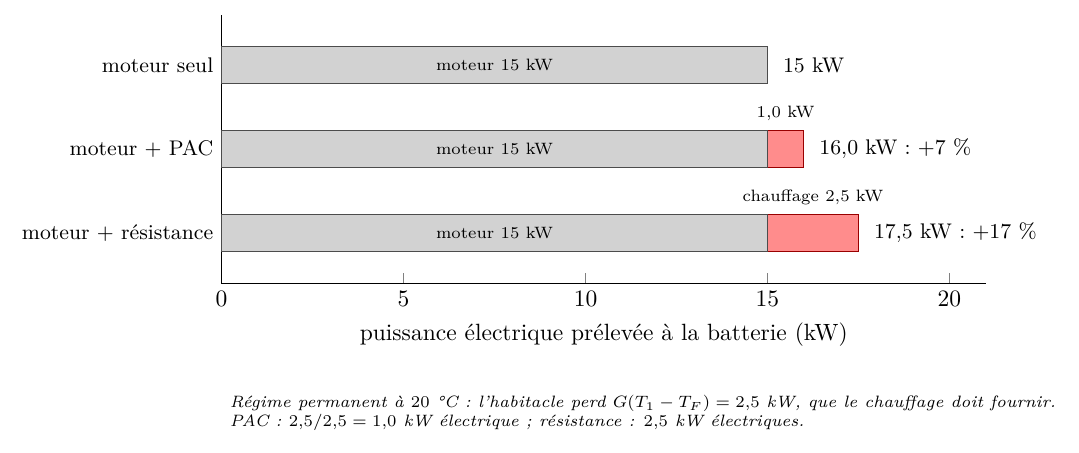 moteur seul
moteur 15 kW
15 kW
1,0 kW
moteur + PAC
moteur 15 kW
16,0 kW : +7 %
chauffage 2,5 kW
moteur + résistance
moteur 15 kW
17,5 kW : +17 %
0 5 10 15 20
puissance électrique prélevée à la batterie (kW)
Régime permanent à 20 °C : l'habitacle perd G(T₁ − T_F) = 2,5 kW, que le chauffage doit fournir.
PAC : 2,5/2,5 = 1,0 kW électrique ; résistance : 2,5 kW électriques.